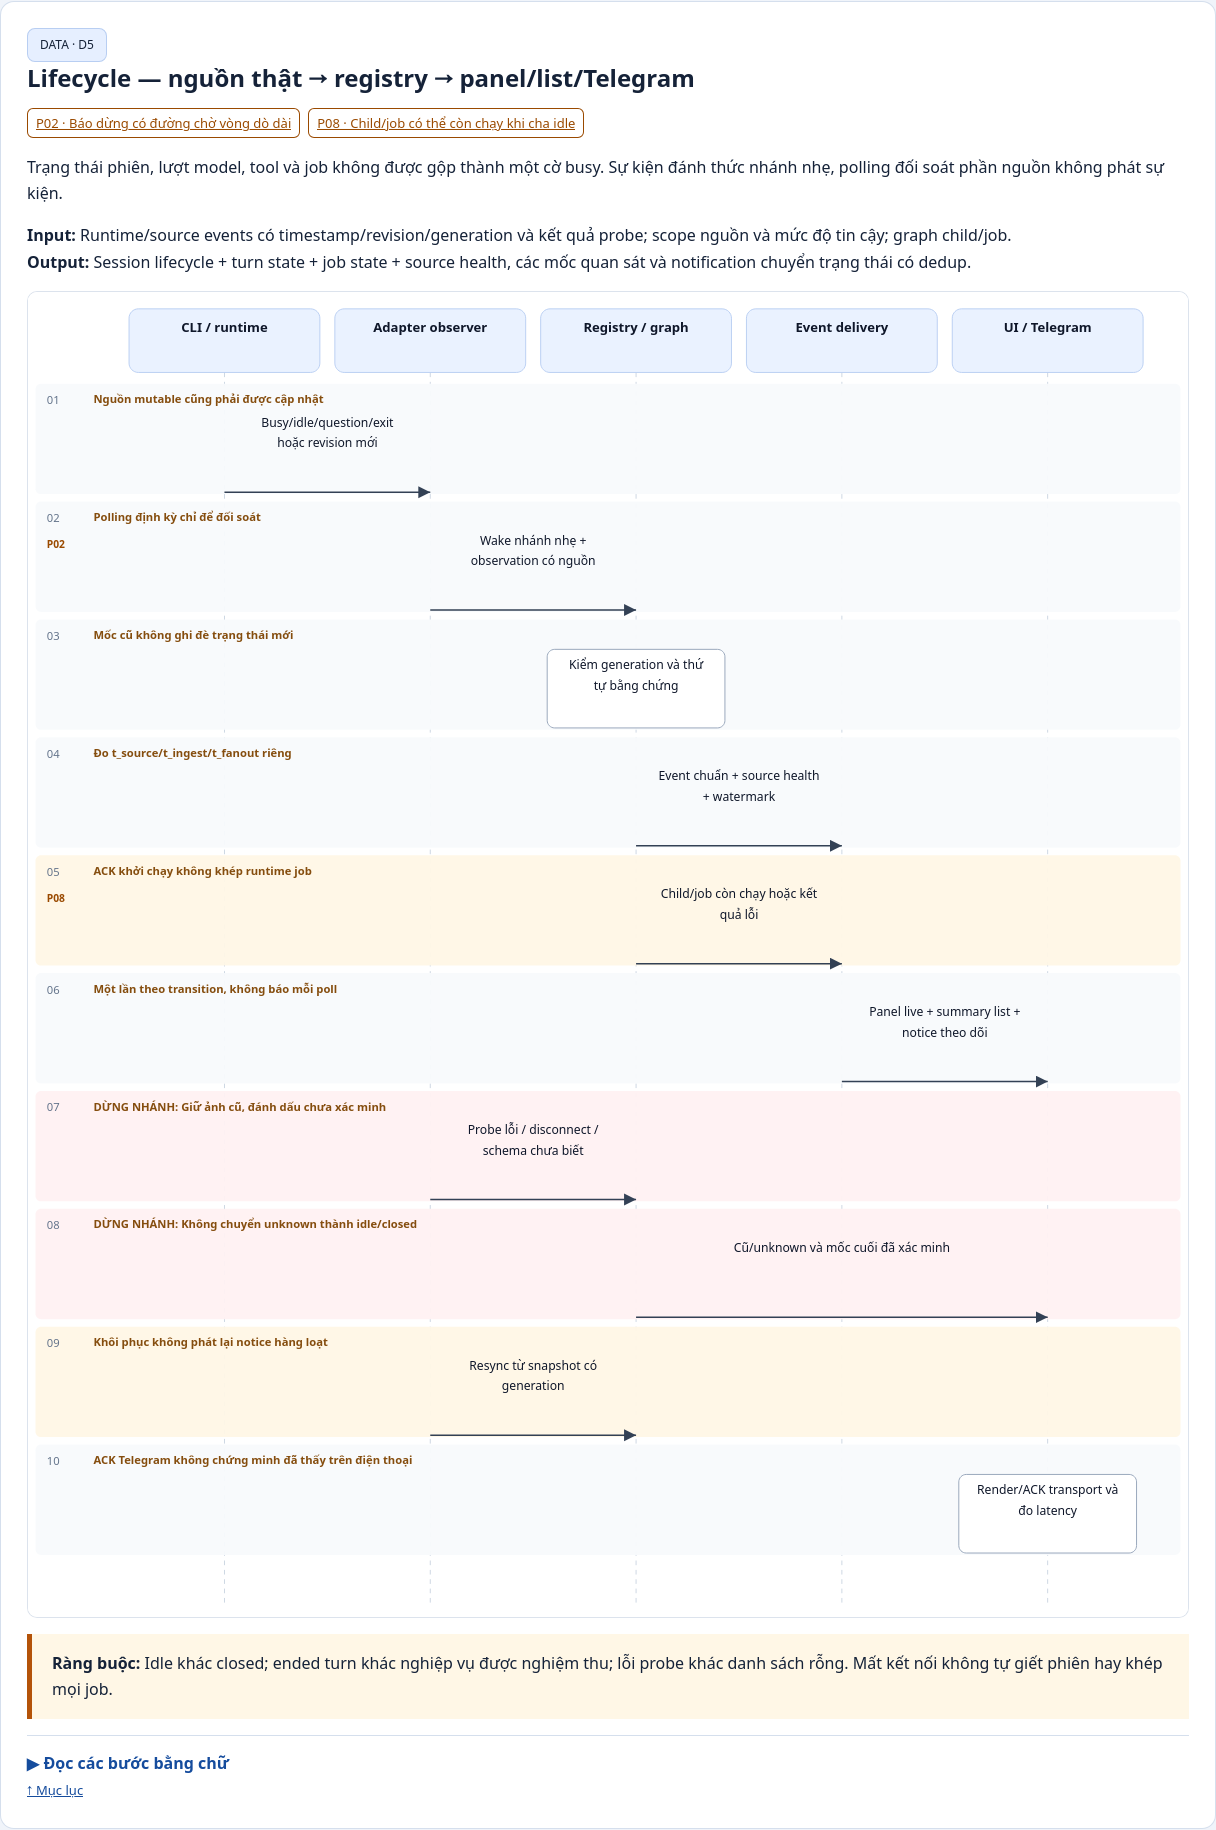 DATA · D5
Lifecycle — nguồn thật → registry → panel/list/Telegram
P02 · Báo dừng có đường chờ vòng dò dài
P08 · Child/job có thể còn chạy khi cha idle
Trạng thái phiên, lượt model, tool và job không được gộp thành một cờ busy. Sự kiện đánh thức nhánh nhẹ, polling đối soát phần nguồn không phát sự
kiện.
Input: Runtime/source events có timestamp/revision/generation và kết quả probe; scope nguồn và mức độ tin cậy; graph child/job.
Output: Session lifecycle + turn state + job state + source health, các mốc quan sát và notification chuyển trạng thái có dedup.
CLI / runtime
Adapter observer
Registry / graph
Event delivery
UI / Telegram
01
Nguồn mutable cũng phải được cập nhật
Busy/idle/question/exit
hoặc revision mới
02
Polling định kỳ chỉ để đối soát
P02
Wake nhánh nhẹ +
observation có nguồn
03
Mốc cũ không ghi đè trạng thái mới
Kiểm generation và thứ
tự bằng chứng
04
Đo t_source/t_ingest/t_fanout riêng
Event chuẩn + source health
+ watermark
05
ACK khởi chạy không khép runtime job
P08
Child/job còn chạy hoặc kết
quả lỗi
06
Một lần theo transition, không báo mỗi poll
Panel live + summary list +
notice theo dõi
07
DỪNG NHÁNH: Giữ ảnh cũ, đánh dấu chưa xác minh
Probe lỗi / disconnect /
schema chưa biết
08
DỪNG NHÁNH: Không chuyển unknown thành idle/closed
Cũ/unknown và mốc cuối đã xác minh
09
Khôi phục không phát lại notice hàng loạt
Resync từ snapshot có
generation
10
ACK Telegram không chứng minh đã thấy trên điện thoại
Render/ACK transport và
đo latency
Ràng buộc: Idle khác closed; ended turn khác nghiệp vụ được nghiệm thu; lỗi probe khác danh sách rỗng. Mất kết nối không tự giết phiên hay khép
mọi job.
▶ Đọc các bước bằng chữ
↑ Mục lục